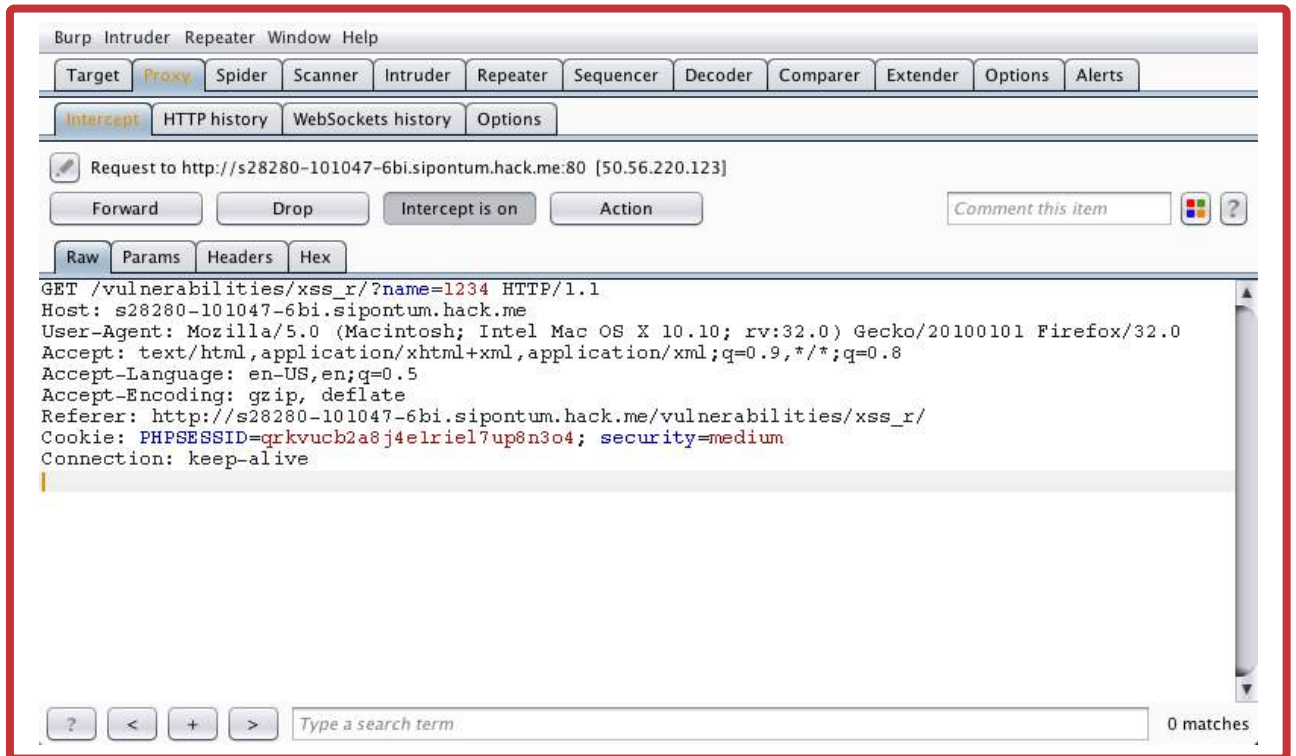 Burp Intruder Repeater Window Help
Target Proxy Spider Scanner Intruder Repeater Sequencer Decoder Comparer Extender Options Alerts
Intercept HTTP history WebSockets history Options
Request to http://s28280-101047-6bi.sipontum.hack.me:80 [50.56.220.123]
Forward Drop Intercept is on Action Comment this item ?
Raw Params Headers Hex
GET /vulnerabilities/xss_r/?name=1234 HTTP/1.1
Host: s28280-101047-6bi.sipontum.hack.me
User-Agent: Mozilla/5.0 (Macintosh; Intel Mac OS X 10.10; rv:32.0) Gecko/20100101 Firefox/32.0
Accept: text/html,application/xhtml+xml,application/xml;q=0.9,*/*;q=0.8
Accept-Language: en-US,en;q=0.5
Accept-Encoding: gzip, deflate
Referer: http://s28280-101047-6bi.sipontum.hack.me/vulnerabilities/xss_r/
Cookie: PHPSESSID=qrkvucb2a8j4elriel7up8n3o4; security=medium
Connection: keep-alive
? < + > Type a search term 0 matches